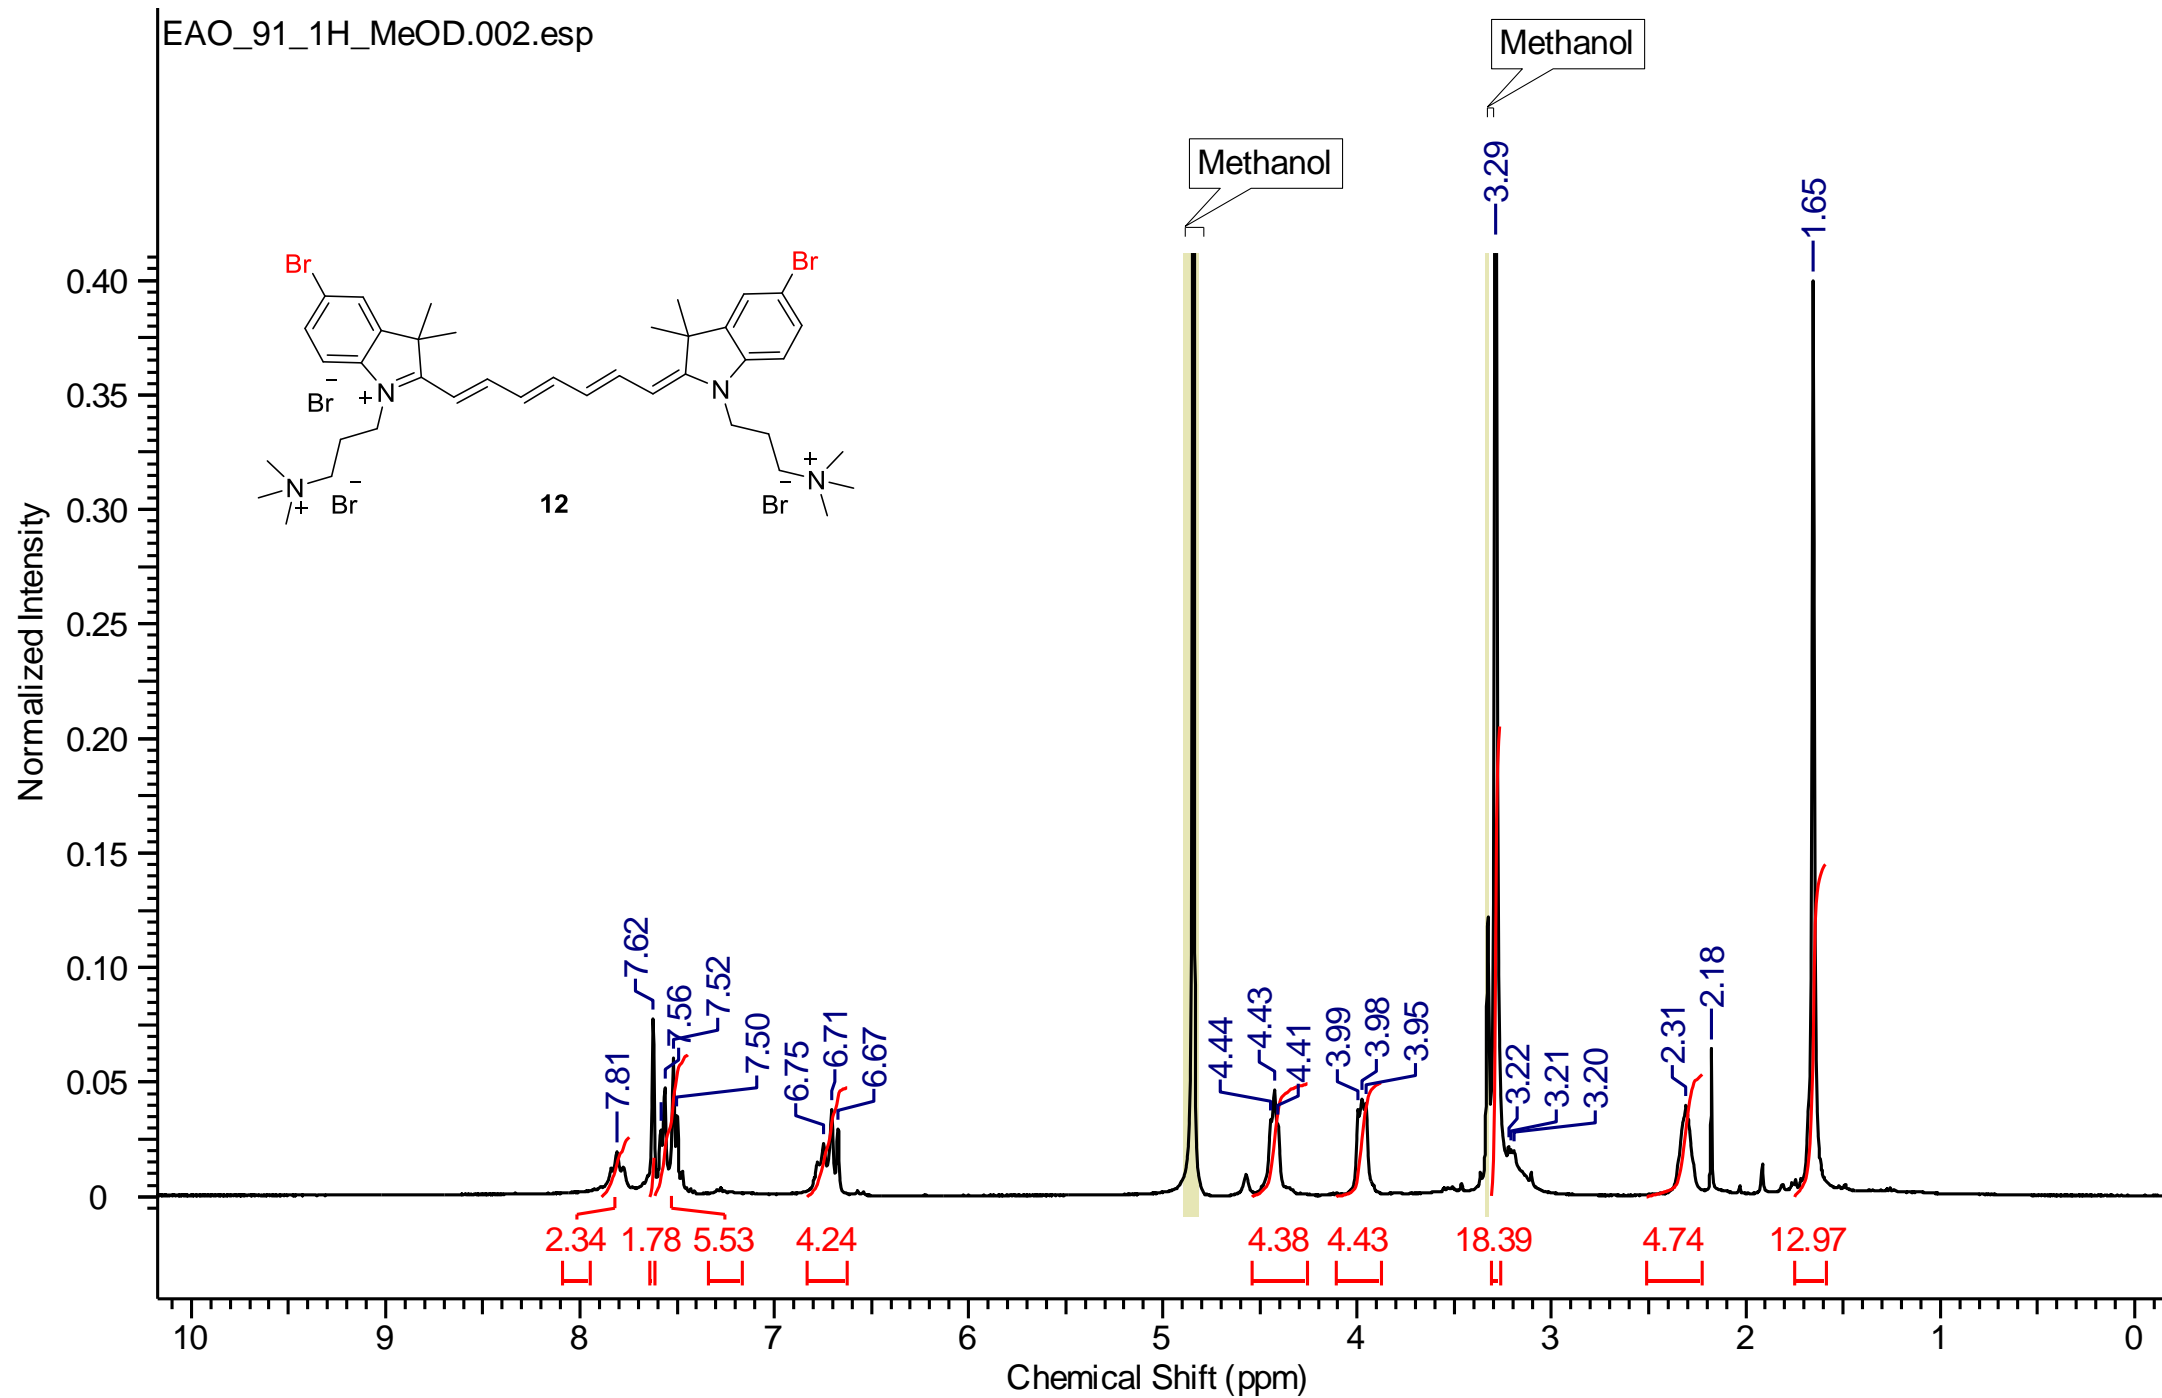 EAO_91_1H_MeOD.002.esp
Methanol
Methanol
3.29
1.65
Br
Br
0.40
0.35
0.30
0.25
0.20
0.15
0.10
0.05
0
Normalized Intensity
Br −
+ N
N
N +
Br −
12
Br −
+ N
7.81
7.62
7.56
7.52
7.50
6.75
6.71
6.67
4.44
4.43
4.41
3.99
3.98
3.95
3.22
3.21
3.20
2.31
2.18
2.34 1.78 5.53 4.24 4.38 4.43 18.39 4.74 12.97
10 9 8 7 6 5 4 3 2 1 0
Chemical Shift (ppm)